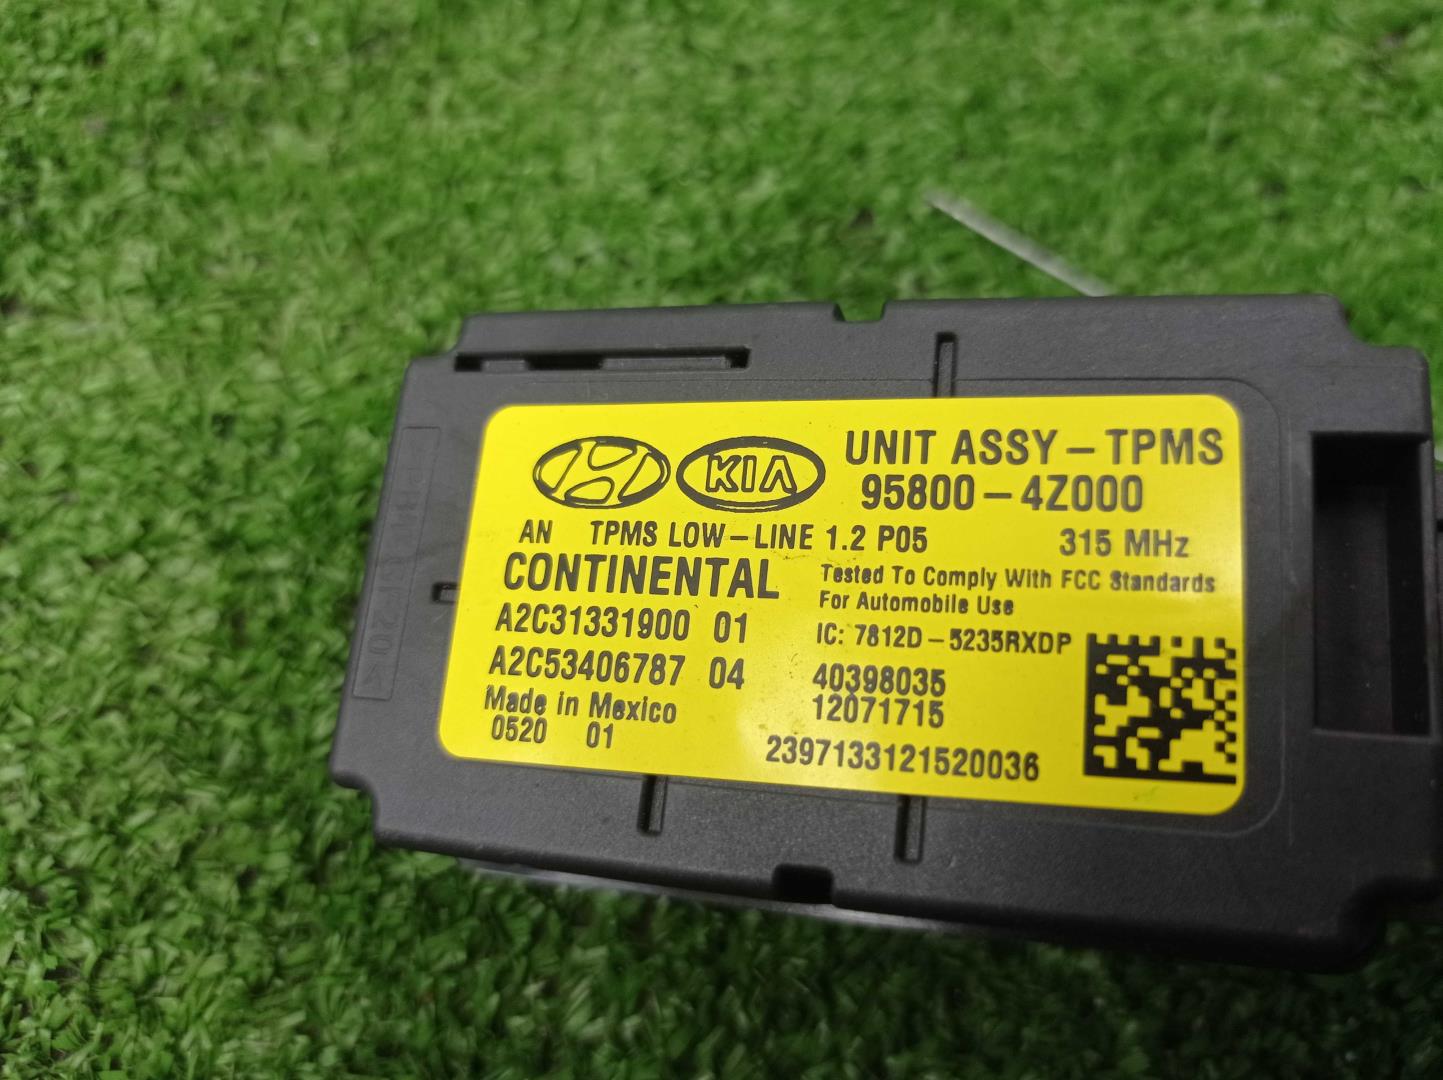 KIA
UNIT ASSY-TPMS
95800-4Z000
AN TPMS LOW-LINE 1.2 P05 315 MHz
CONTINENTAL
Tested To Comply With FCC Standards
For Automobile Use
A2C31331900 01
IC: 7812D-5235RXDP
A2C53406787 04
40398035
12071715
Made in Mexico
0520 01
2397133121520036